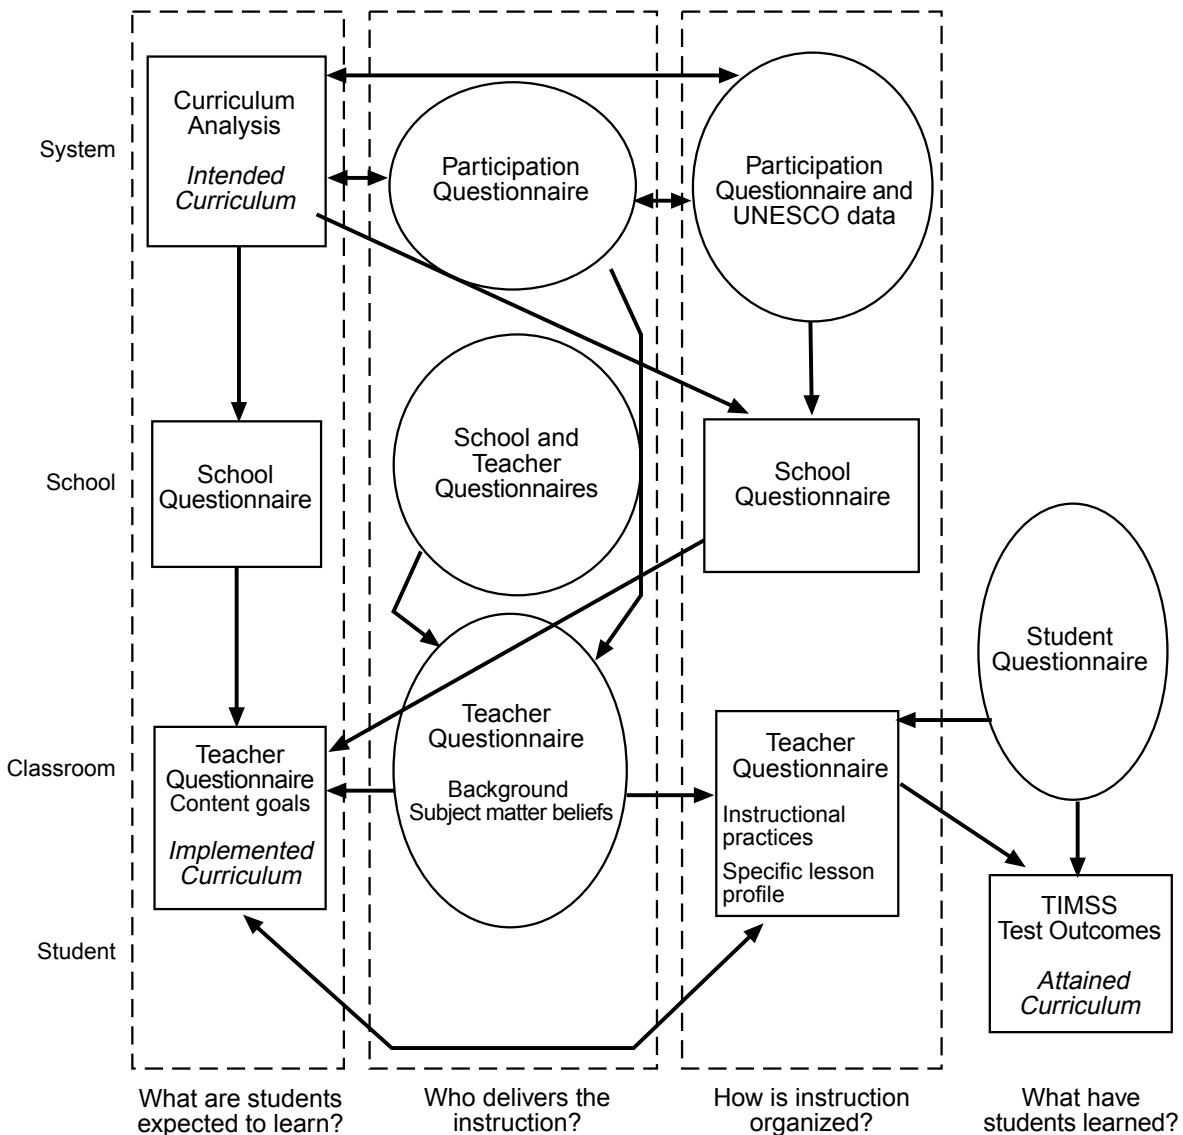 System
Curriculum
Analysis
Intended
Curriculum
Participation
Questionnaire
Participation
Questionnaire and
UNESCO data
School
School
Questionnaire
School and
Teacher
Questionnaires
School
Questionnaire
Student
Questionnaire
Classroom
Teacher
Questionnaire
Content goals
Implemented
Curriculum
Teacher
Questionnaire
Background
Subject matter beliefs
Teacher
Questionnaire
Instructional
practices
Specific lesson
profile
Student
TIMSS
Test Outcomes
Attained
Curriculum
What are students
expected to learn?
Who delivers the
instruction?
How is instruction
organized?
What have
students learned?